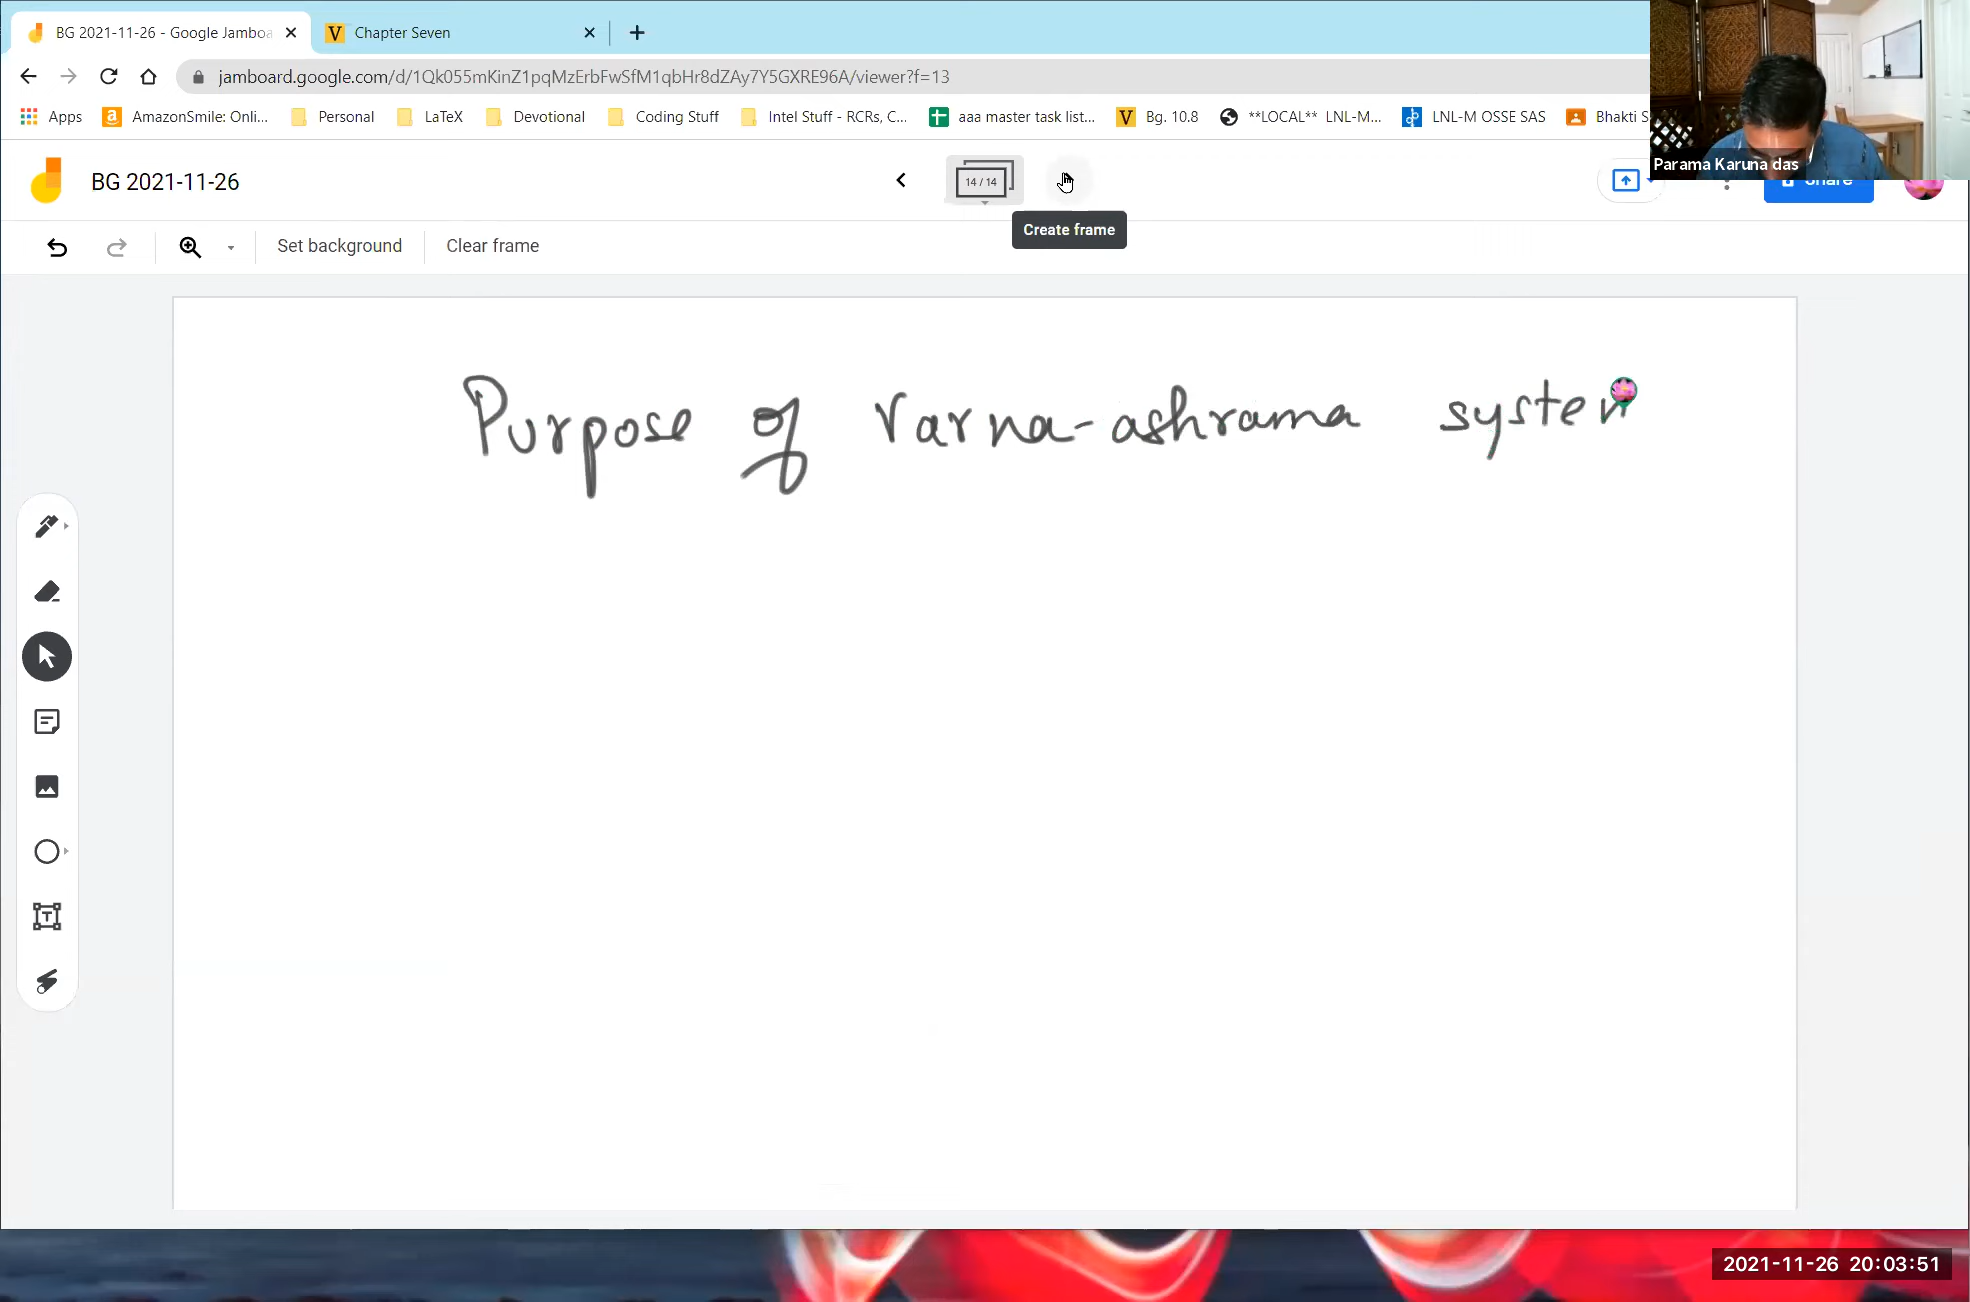 BG 2021-11-26 - Google Jamboa
Chapter Seven
jamboard.google.com/d/1Qk055mKinZ1pqMzErbFwSfM1qbHr8dZAy7Y5GXRE96A/viewer?f=13
Apps AmazonSmile: Onli... Personal LaTeX Devotional Coding Stuff Intel Stuff - RCRs, C... aaa master task list... Bg. 10.8 **LOCAL** LNL-M... LNL-M OSSE SAS Bhakti S
Parama Karuna das
BG 2021-11-26
14 / 14
Share
Create frame
Set background Clear frame
Purpose of varna-ashrama system
2021-11-26 20:03:51